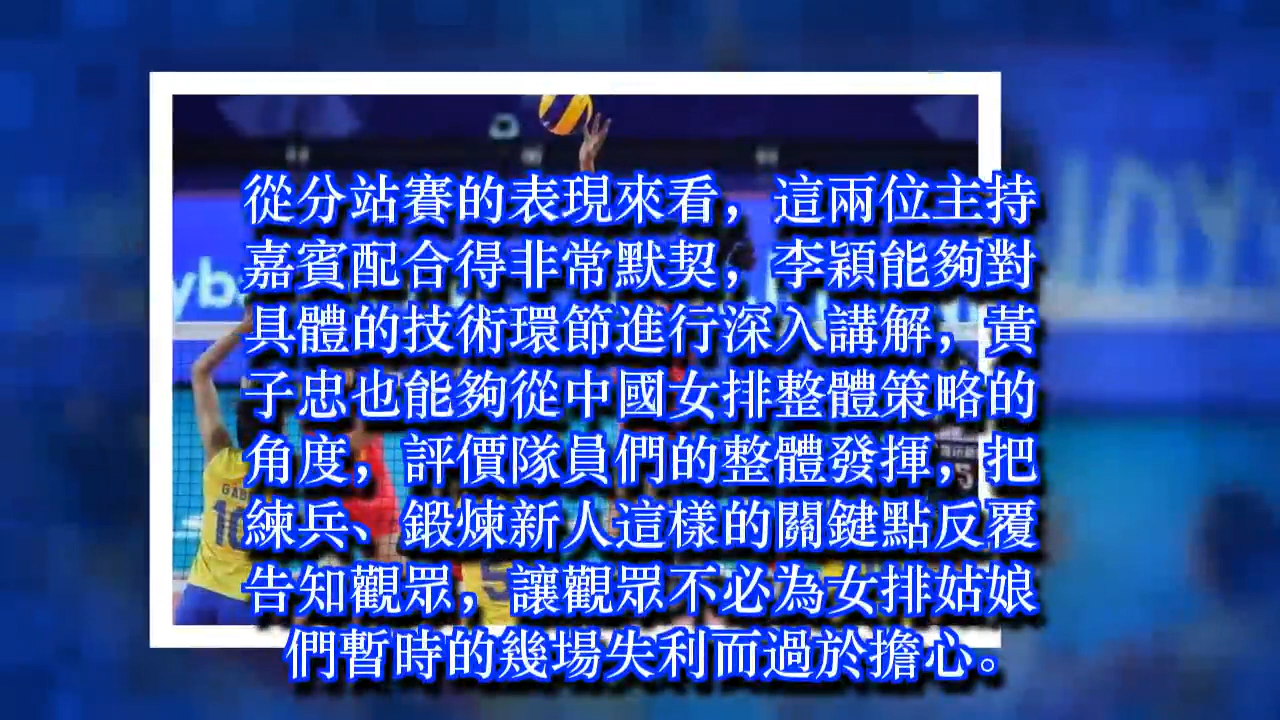 從分站賽的表現來看，這兩位主持
嘉賓配合得非常默契，李穎能夠對
具體的技術環節進行深入講解，黃
子忠也能夠從中國女排整體策略的
角度，評價隊員們的整體發揮，把
練兵、鍛煉新人這樣的關鍵點反覆
告知觀眾，讓觀眾不必為女排姑娘
們暫時的幾場失利而過於擔心。
GAB
10
5
5